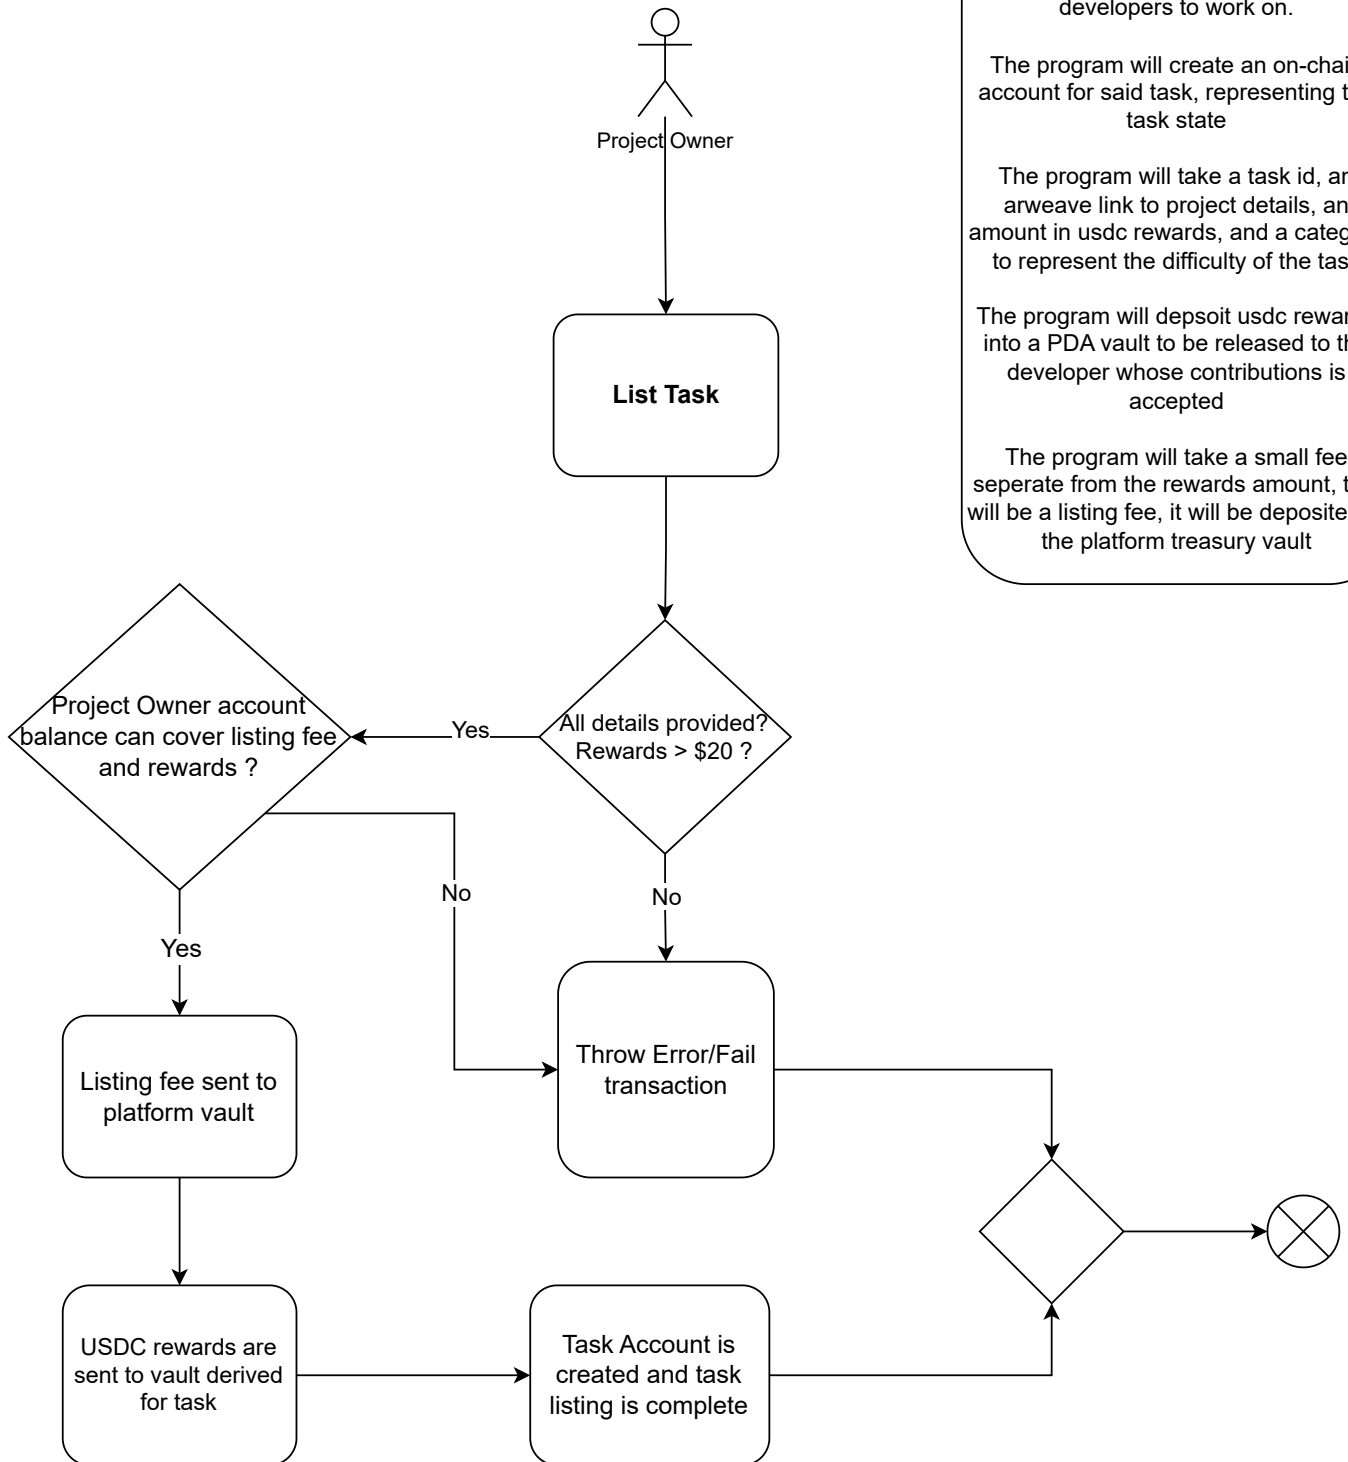 developers to work on.
The program will create an on-chai
account for said task, representing t
task state
The program will take a task id, an
arweave link to project details, an
amount in usdc rewards, and a categ
to represent the difficulty of the tas
The program will depsoit usdc rewar
into a PDA vault to be released to th
developer whose contributions is
accepted
The program will take a small fee
seperate from the rewards amount, t
will be a listing fee, it will be deposite
the platform treasury vault
Project Owner
List Task
All details provided?
Rewards > $20 ?
Yes
Project Owner account
balance can cover listing fee
and rewards ?
No
No
Yes
Throw Error/Fail
transaction
Listing fee sent to
platform vault
USDC rewards are
sent to vault derived
for task
Task Account is
created and task
listing is complete